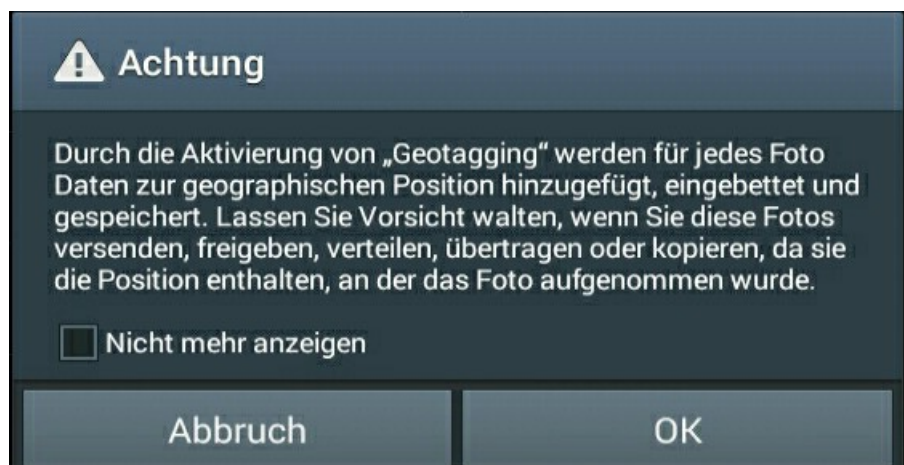 Achtung
Durch die Aktivierung von „Geotagging“ werden für jedes Foto
Daten zur geographischen Position hinzugefügt, eingebettet und
gespeichert. Lassen Sie Vorsicht walten, wenn Sie diese Fotos
versenden, freigeben, verteilen, übertragen oder kopieren, da sie
die Position enthalten, an der das Foto aufgenommen wurde.
Nicht mehr anzeigen
Abbruch
OK